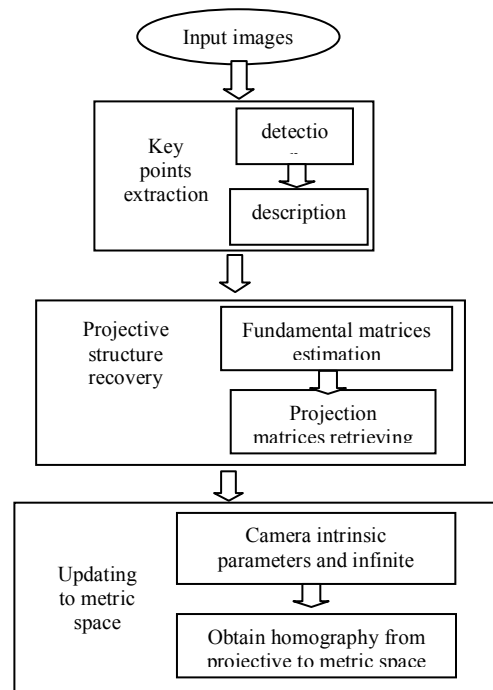 Input images
Key
points
extraction
detectio
description
Projective
structure
recovery
Fundamental matrices
estimation
Projection
matrices retrieving
Updating
to metric
space
Camera intrinsic
parameters and infinite
Obtain homography from
projective to metric space